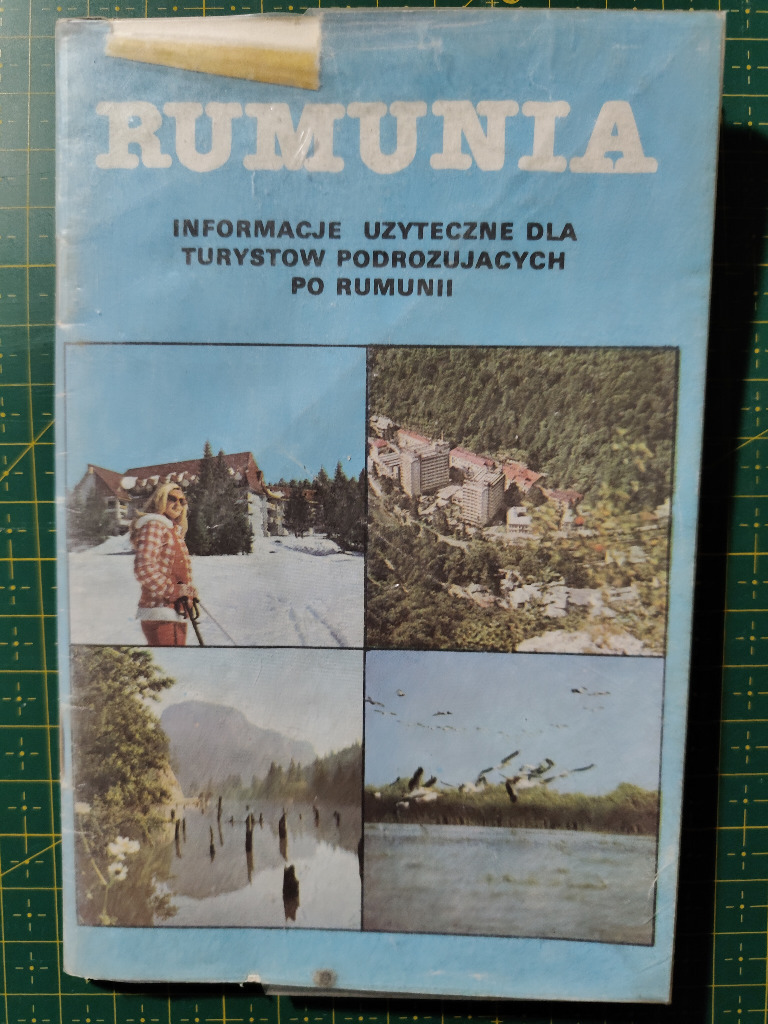 RUMUNIA
INFORMACJE UZYTECZNE DLA
TURYSTOW PODROZUJACYCH
PO RUMUNII